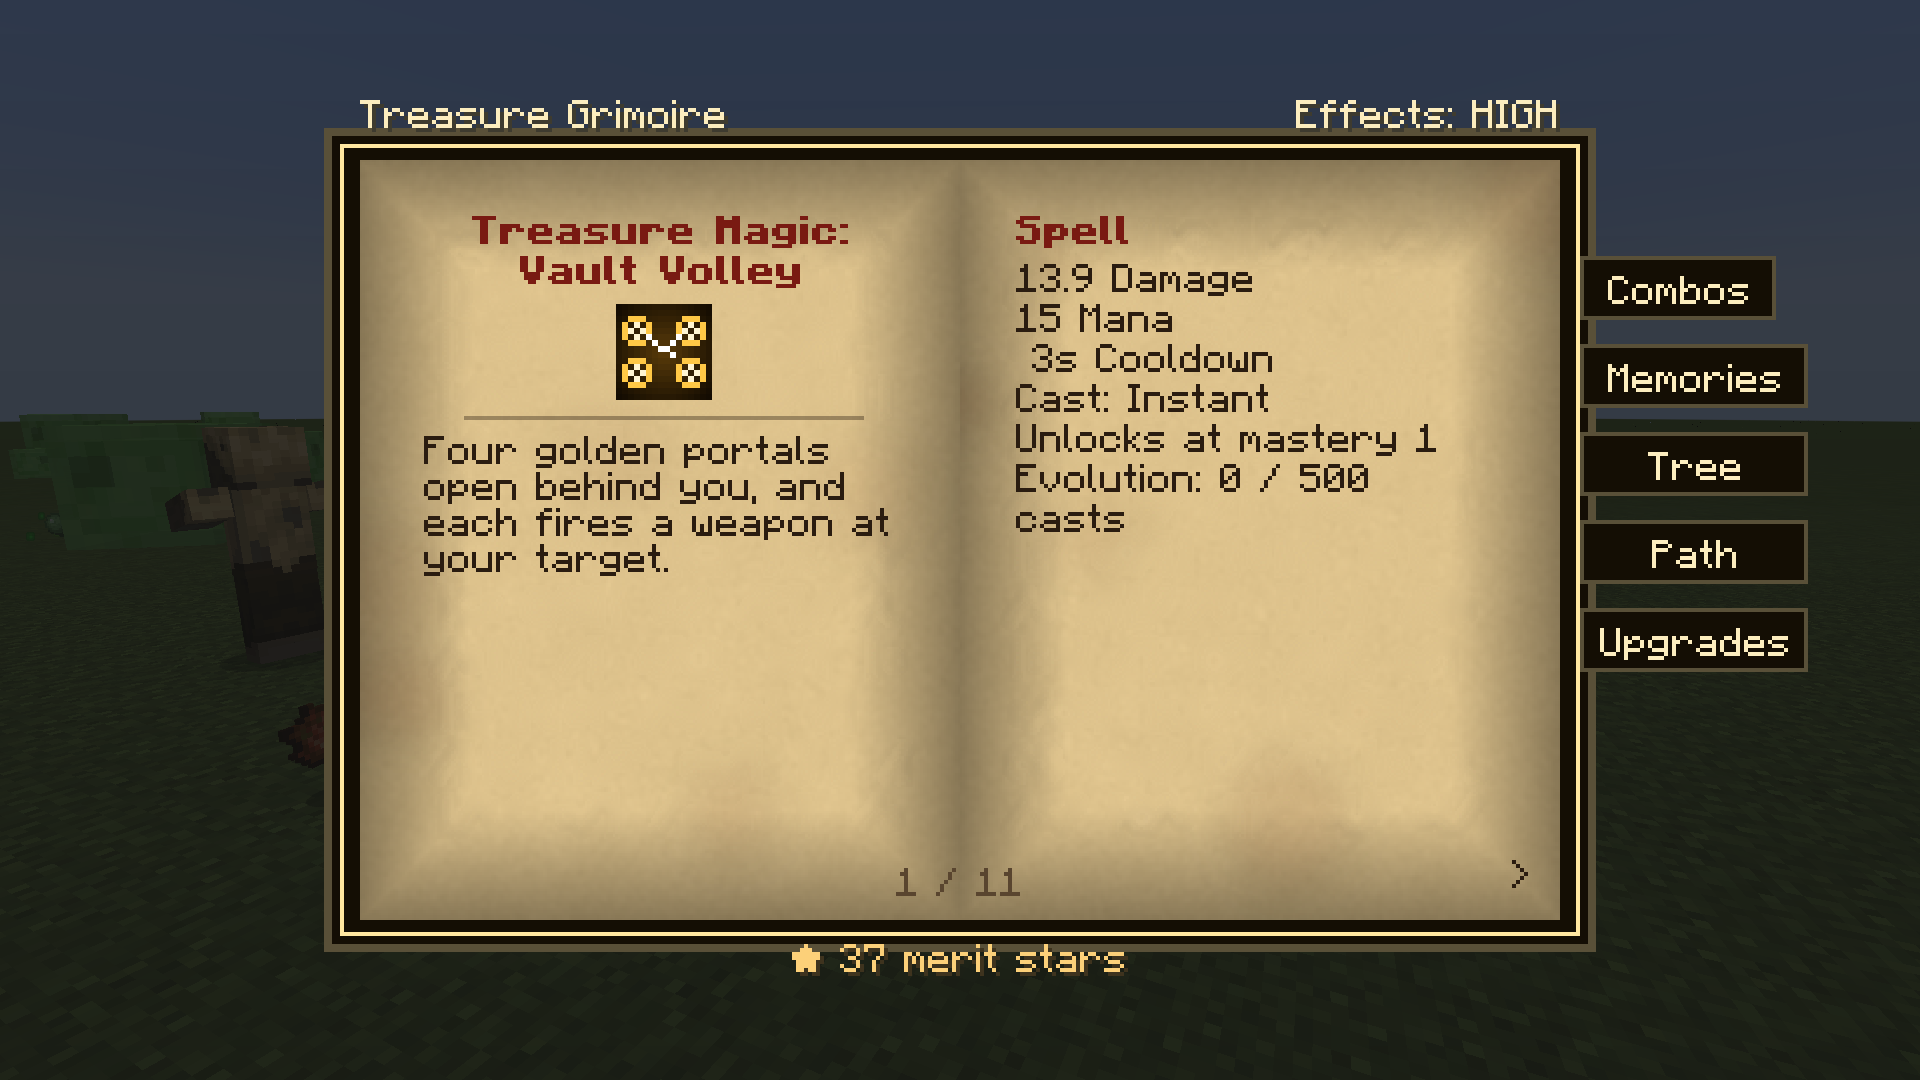 Treasure Grimoire
Effects: HIGH
Treasure Magic:
Vault Volley
Four golden portals
open behind you, and
each fires a weapon at
your target.
Spell
13.9 Damage
15 Mana
3s Cooldown
Cast: Instant
Unlocks at mastery 1
Evolution: 0 / 500
casts
Combos
Memories
Tree
Path
Upgrades
1 / 11
>
37 merit stars